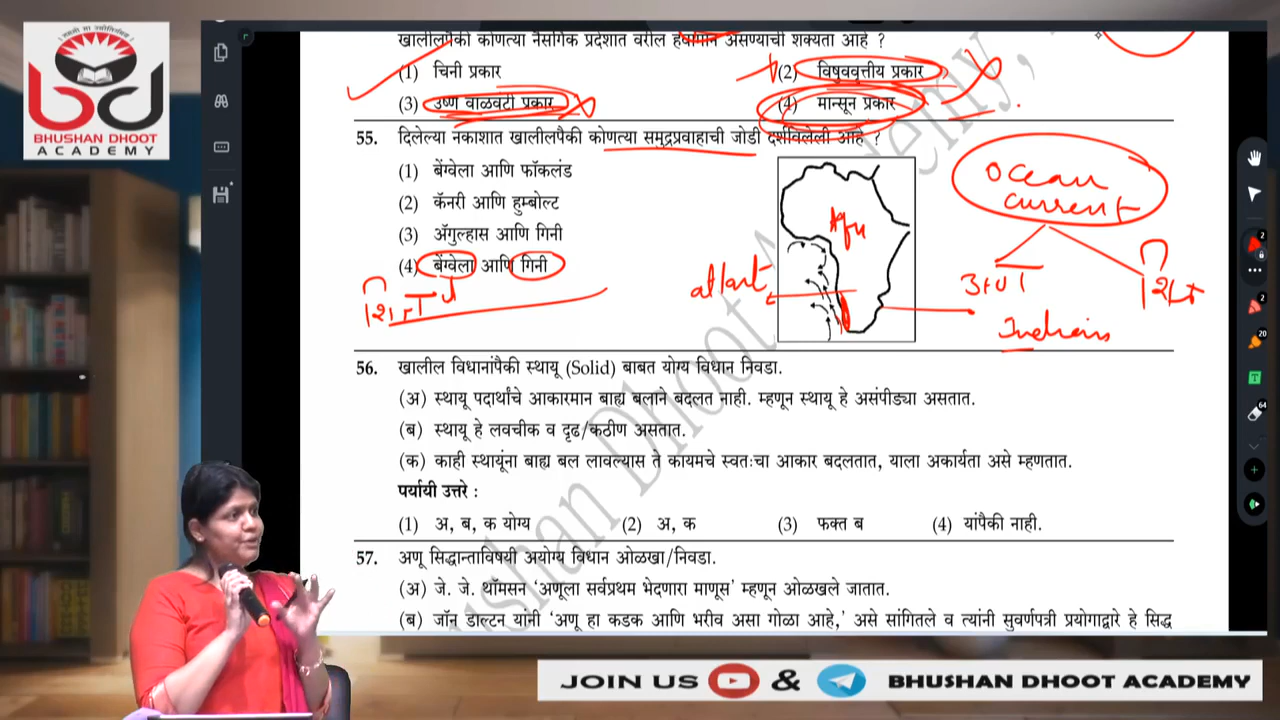 BHUSHAN DHOOT
ACADEMY
खालीलपैकी कोणत्या नैसर्गिक प्रदेशात वरील हवामान असण्याची शक्यता आहे ?
(1) चिनी प्रकार
(2) विषुववृत्तीय प्रकार
(3) उष्ण वाळवंटी प्रकार
(4) मान्सून प्रकार
55. दिलेल्या नकाशात खालीलपैकी कोणत्या समुद्रप्रवाहाची जोडी दर्शविलेली आहे ?
(1) बेंग्वेला आणि फॉकलंड
(2) कॅनरी आणि हुम्बोल्ट
(3) ॲगुल्हास आणि गिनी
(4) बेंग्वेला आणि गिनी
Ocean
current
Indian
56. खालील विधानांपैकी स्थायू (Solid) बाबत योग्य विधान निवडा.
(अ) स्थायू पदार्थांचे आकारमान बाह्य बलाने बदलत नाही. म्हणून स्थायू हे असंपीड्या असतात.
(ब) स्थायू हे लवचीक व दृढ/कठीण असतात.
(क) काही स्थायूंना बाह्य बल लावल्यास ते कायमचे स्वतःचा आकार बदलतात, याला अकार्यता असे म्हणतात.
पर्यायी उत्तरे :
(1) अ, ब, क योग्य (2) अ, क (3) फक्त ब (4) यांपैकी नाही.
57. अणू सिद्धान्ताविषयी अयोग्य विधान ओळखा/निवडा.
(अ) जे. जे. थॉमसन ‘अणूला सर्वप्रथम भेदणारा माणूस’ म्हणून ओळखले जातात.
(ब) जॉन डाल्टन यांनी ‘अणू हा कडक आणि भरीव असा गोळा आहे,’ असे सांगितले व त्यांनी सुवर्णपत्री प्रयोगाद्वारे हे सिद्ध
JOIN US & BHUSHAN DHOOT ACADEMY